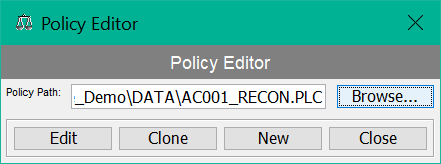 Policy Editor
Policy Editor
Policy Path: :_Demo\DATA\AC001_RECON.PLC Browse...
Edit Clone New Close